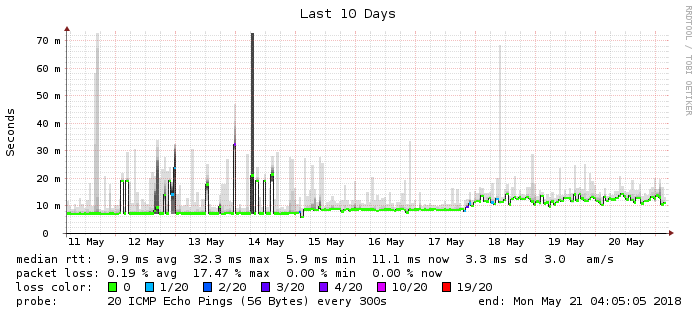 Last 10 Days
RRDTOOL / TOBI OETIKER
Seconds
70 m
60 m
50 m
40 m
30 m
20 m
10 m
0
11 May 12 May 13 May 14 May 15 May 16 May 17 May 18 May 19 May 20 May
median rtt: 9.9 ms avg 32.3 ms max 5.9 ms min 11.1 ms now 3.3 ms sd 3.0 am/s
packet loss: 0.19 % avg 17.47 % max 0.00 % min 0.00 % now
loss color: 0 1/20 2/20 3/20 4/20 10/20 19/20
probe: 20 ICMP Echo Pings (56 Bytes) every 300s end: Mon May 21 04:05:05 2018